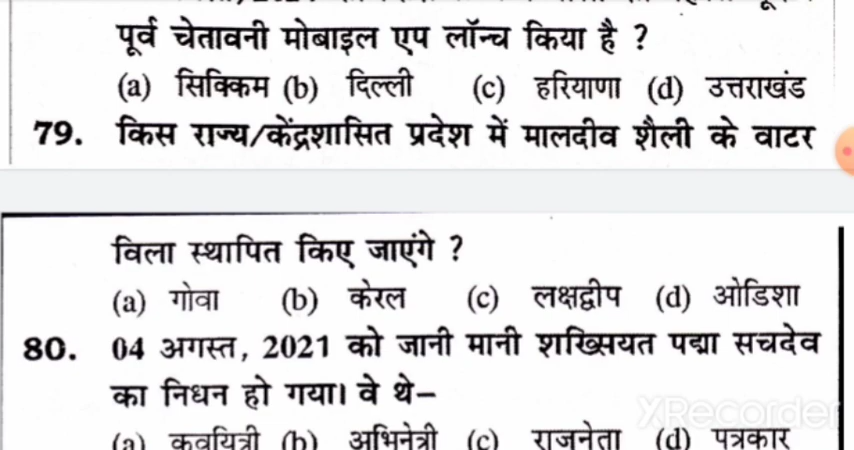 पूर्व चेतावनी मोबाइल एप लॉन्च किया है ?
(a) सिक्किम (b) दिल्ली (c) हरियाणा (d) उत्तराखंड
79. किस राज्य/केंद्रशासित प्रदेश में मालदीव शैली के वाटर
विला स्थापित किए जाएंगे ?
(a) गोवा (b) केरल (c) लक्षद्वीप (d) ओडिशा
80. 04 अगस्त, 2021 को जानी मानी शख्सियत पद्मा सचदेव
का निधन हो गया। वे थे–
XRecorder
(a) कवयित्री (b) अभिनेत्री (c) राजनेता (d) पत्रकार